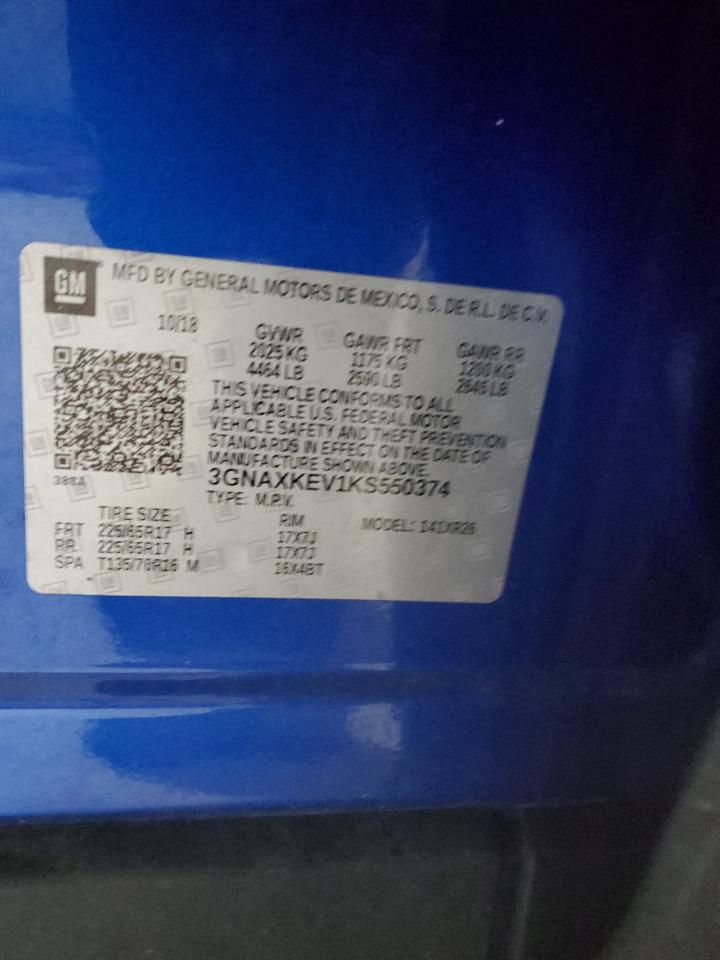 GM MFD BY GENERAL MOTORS DE MEXICO, S. DE R.L. DE C.V.
10/18
GVWR GAWR FRT GAWR RR
2025 KG 1175 KG 1200 KG
4464 LB 2590 LB 2645 LB
THIS VEHICLE CONFORMS TO ALL
APPLICABLE U.S. FEDERAL MOTOR
VEHICLE SAFETY AND THEFT PREVENTION
STANDARDS IN EFFECT ON THE DATE OF
MANUFACTURE SHOWN ABOVE.
388A 3GNAXKEV1KS550374
TYPE: M.P.V. MODEL: 1XR26
TIRE SIZE RIM
FRT 225/65R17 H 17X7J
RR 225/65R17 H 17X7J
SPA T135/70R16 M 16X4BT